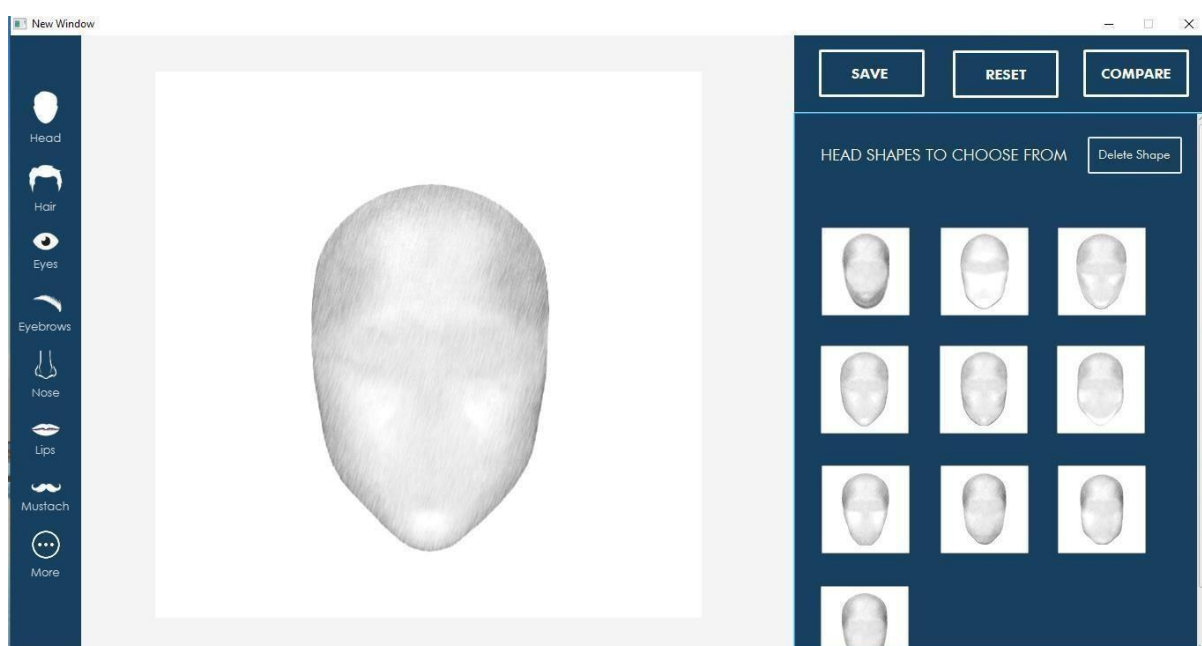 New Window
Head
Hair
Eyes
Eyebrows
Nose
Lips
Mustach
More
SAVE
RESET
COMPARE
HEAD SHAPES TO CHOOSE FROM
Delete Shape